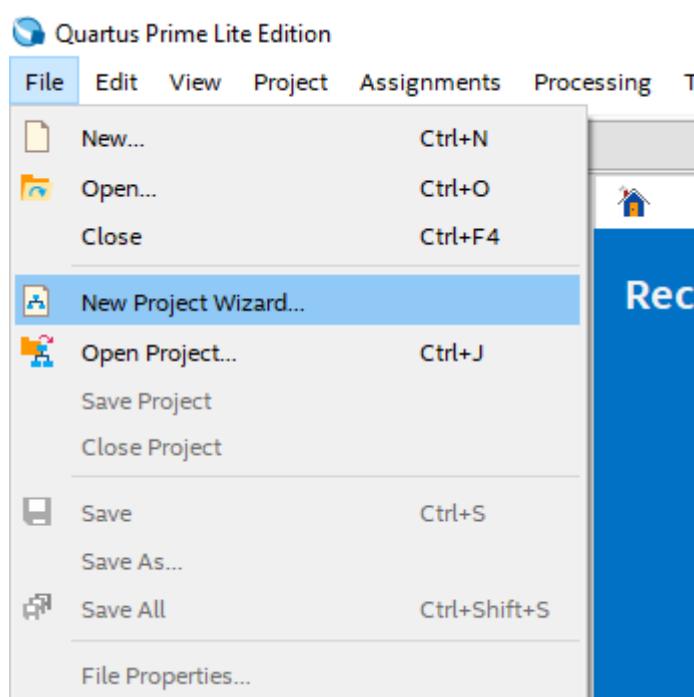 Quartus Prime Lite Edition
File Edit View Project Assignments Processing T
New... Ctrl+N
Open... Ctrl+O
Close Ctrl+F4
Rec
New Project Wizard...
Open Project... Ctrl+J
Save Project
Close Project
Save Ctrl+S
Save As...
Save All Ctrl+Shift+S
File Properties...